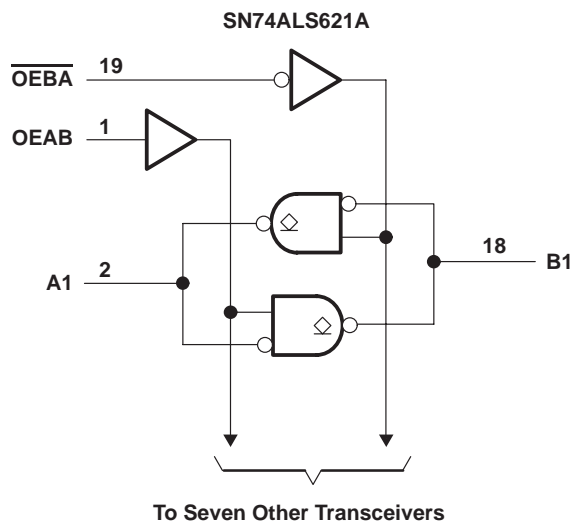 SN74ALS621A
OEBA 19
OEAB 1
A1 2
18 B1
To Seven Other Transceivers